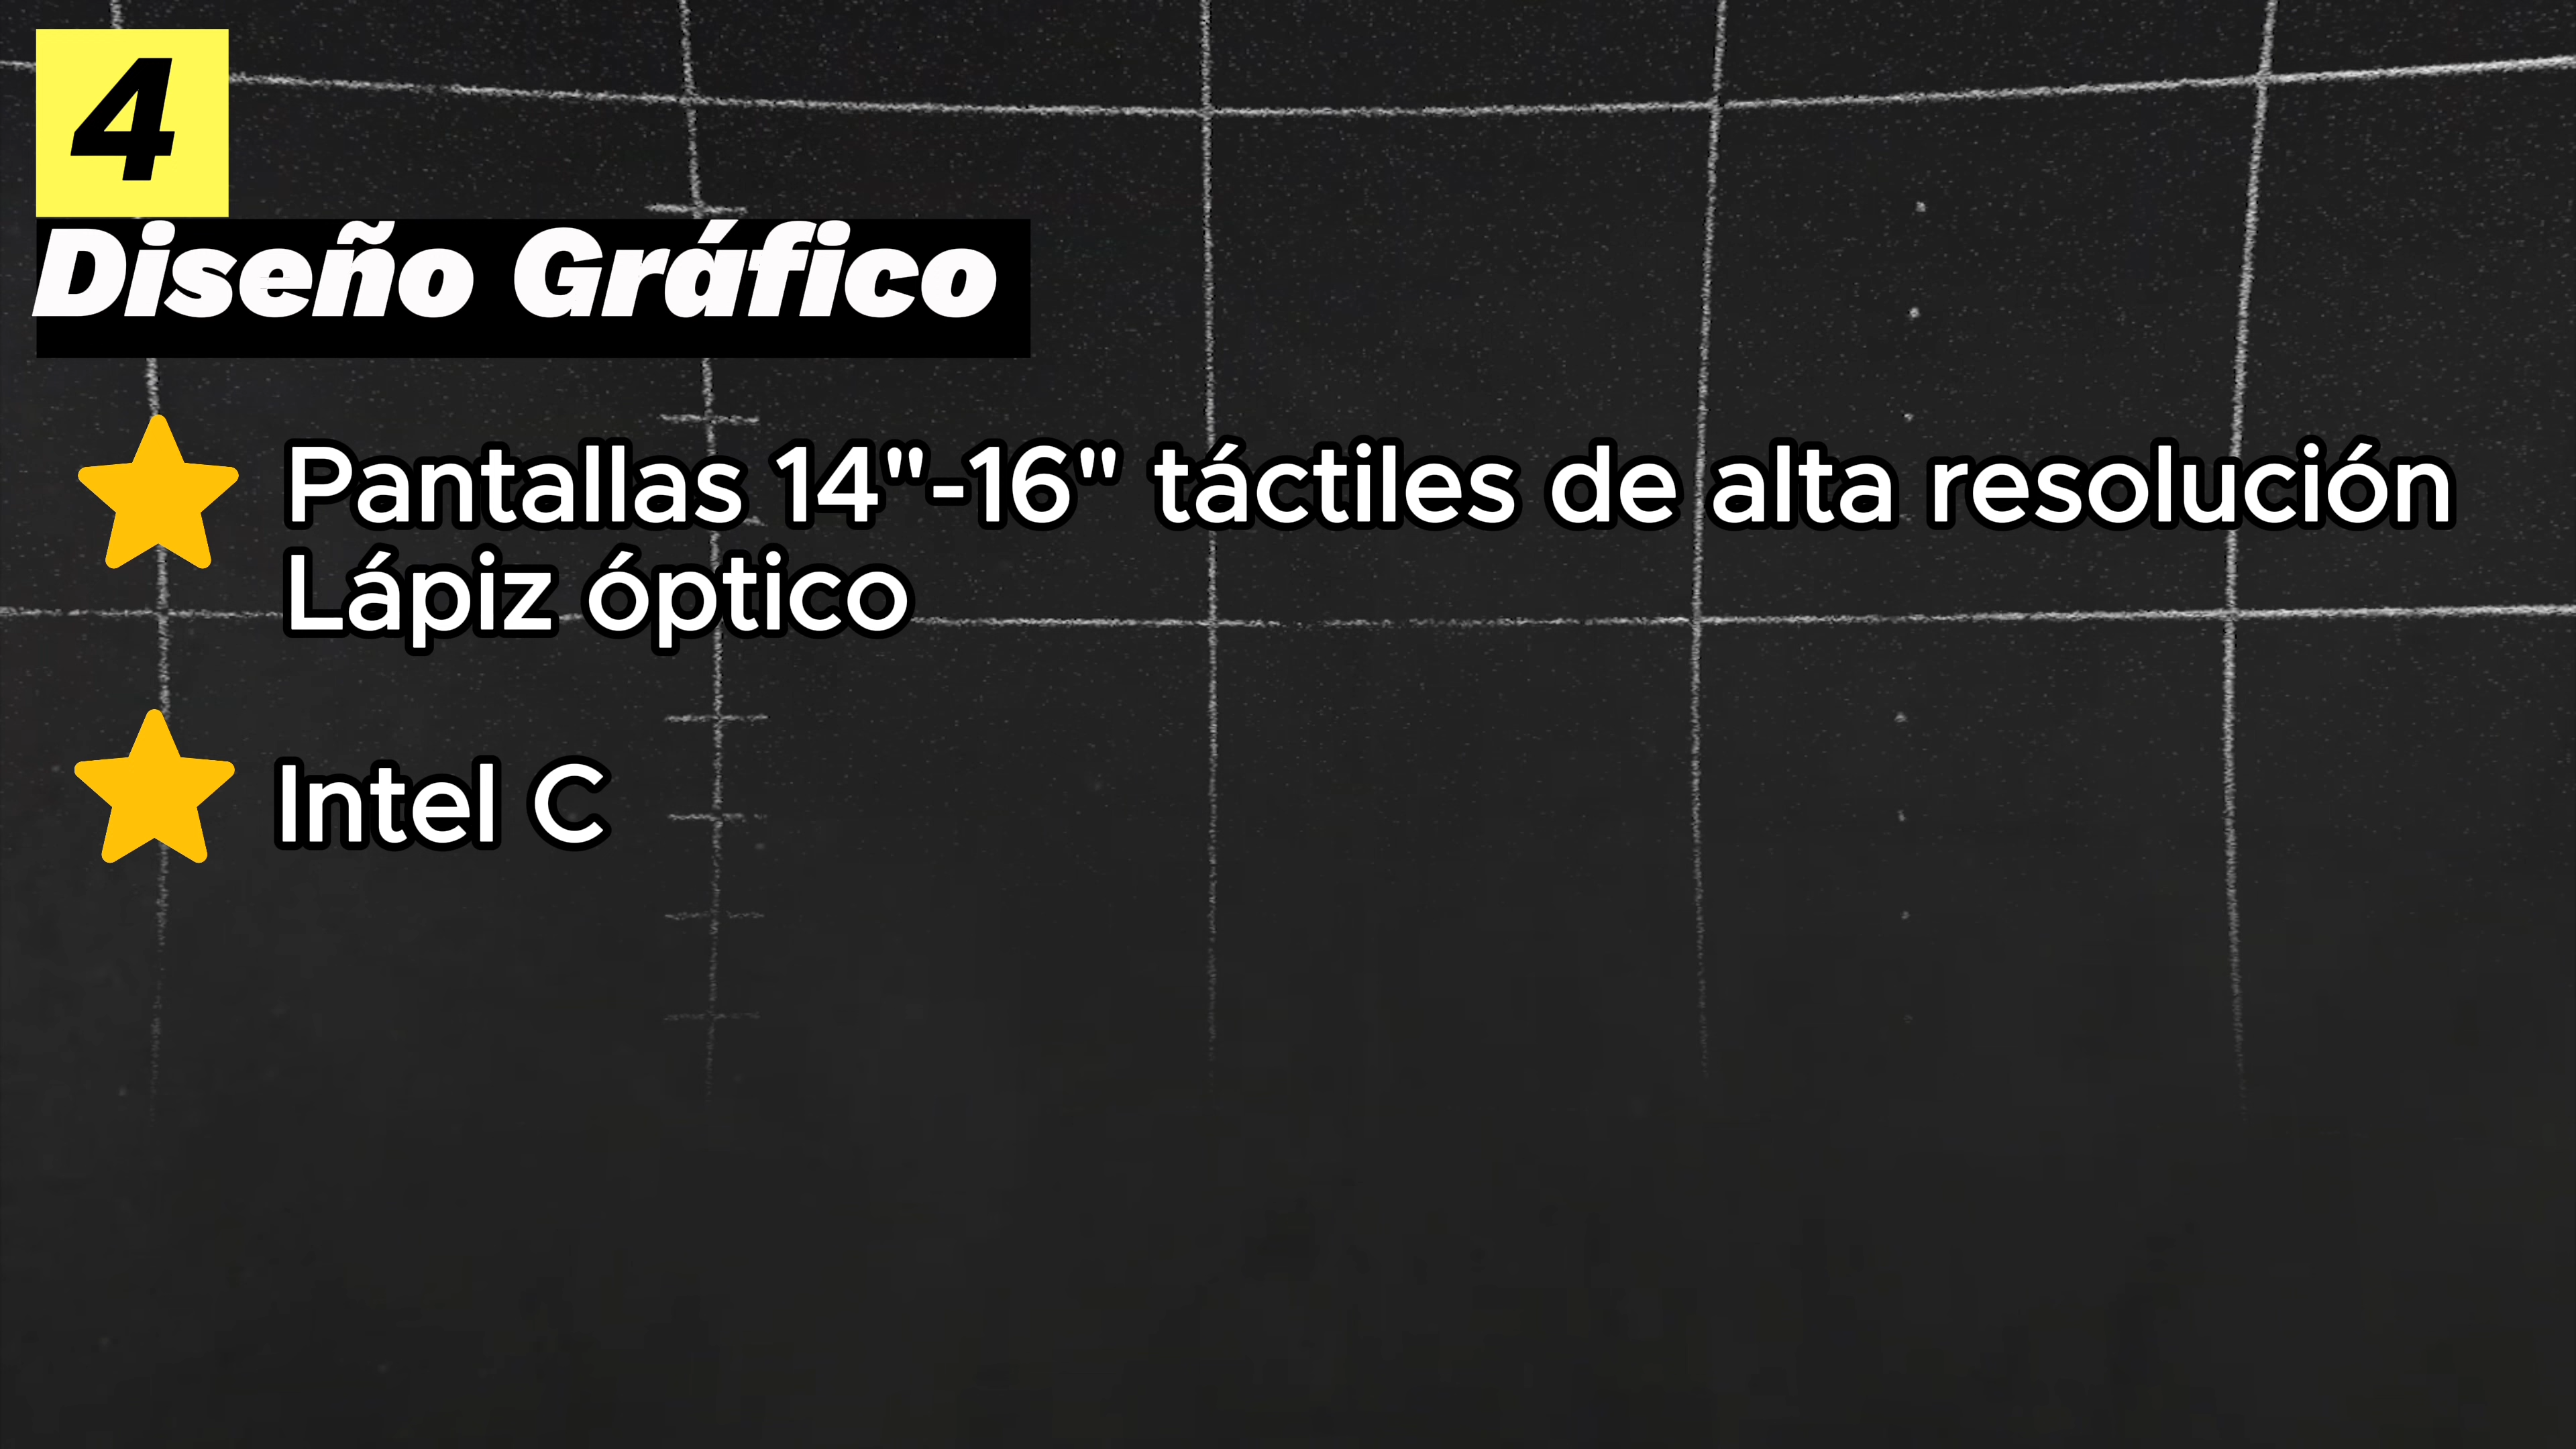 4
Diseño Gráfico
Pantallas 14"-16" táctiles de alta resolución
Lápiz óptico
Intel C